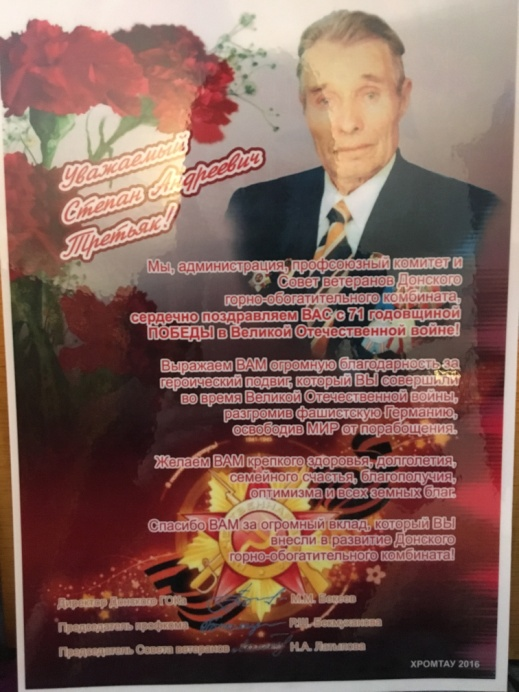 Уважаемый
Степан Андреевич
Третьяк!
Мы, администрация, профсоюзный комитет и
Совет ветеранов Донского
горно-обогатительного комбината,
сердечно поздравляем ВАС с 71 годовщиной
ПОБЕДЫ в Великой Отечественной войне!
Выражаем ВАМ огромную благодарность за
героический подвиг, который ВЫ совершили
во время Великой Отечественной войны,
разгромив фашистскую Германию,
освободив МИР от порабощения.
Желаем ВАМ крепкого здоровья, долголетия,
семейного счастья, благополучия,
оптимизма и всех земных благ.
Спасибо ВАМ за огромный вклад, который ВЫ
внесли в развитие Донского
горно-обогатительного комбината!
Директор Донского ГОКа М.М.
Председатель профкома
Председатель Совета ветеранов Н.А. Латыпова
ХРОМТАУ 2016